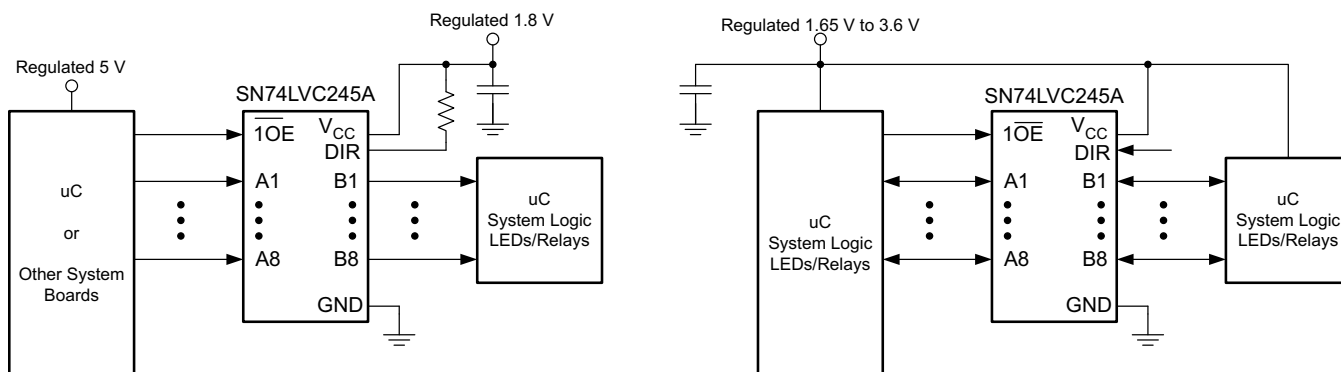 Regulated 1.8 V
Regulated 5 V
SN74LVC245A
1OE
VCC
DIR
uC
or
Other System
Boards
A1
B1
A8
B8
GND
uC
System Logic
LEDs/Relays
Regulated 1.65 V to 3.6 V
SN74LVC245A
1OE
VCC
DIR
uC
System Logic
LEDs/Relays
A1
B1
A8
B8
GND
uC
System Logic
LEDs/Relays